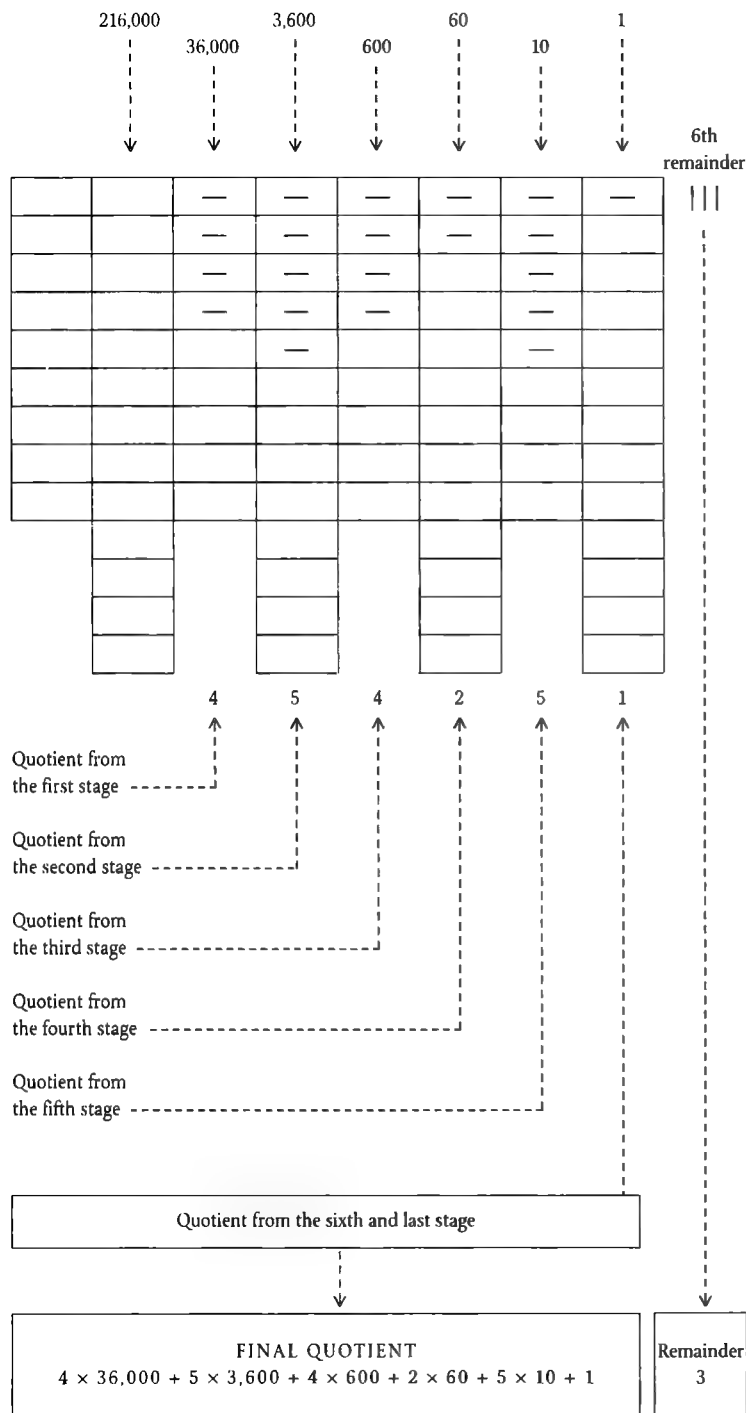 216,000 3,600 60 1
36,000 600 10
6th
remainder
4 5 4 2 5 1
Quotient from
the first stage
Quotient from
the second stage
Quotient from
the third stage
Quotient from
the fourth stage
Quotient from
the fifth stage
Quotient from the sixth and last stage
FINAL QUOTIENT
4 × 36,000 + 5 × 3,600 + 4 × 600 + 2 × 60 + 5 × 10 + 1
Remainder
3